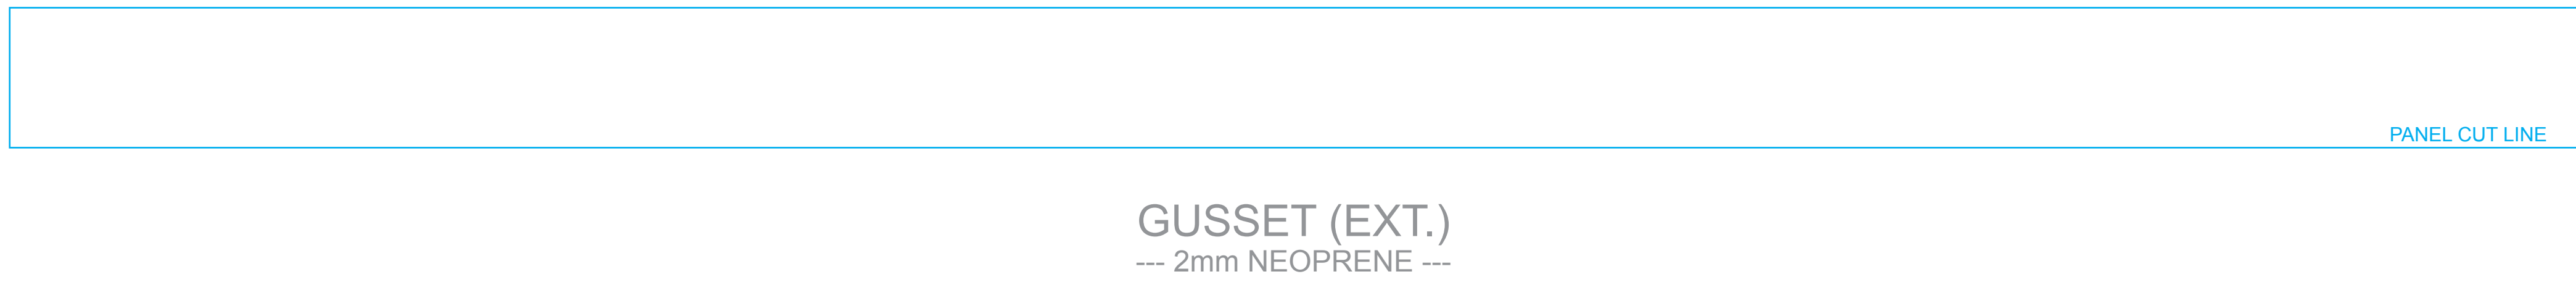 PANEL CUT LINE
GUSSET (EXT.)
--- 2mm NEOPRENE ---